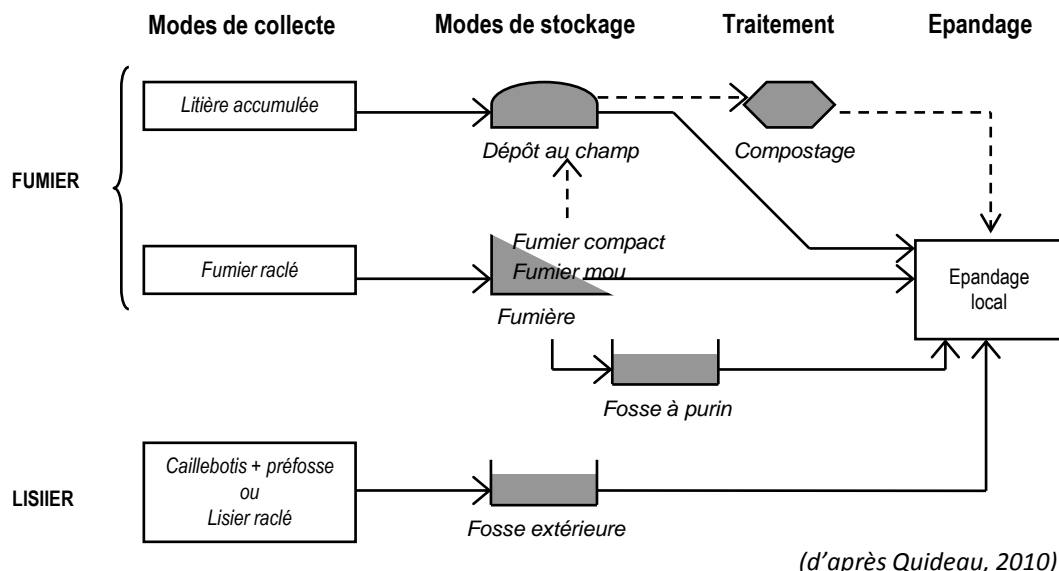 Modes de collecte
Modes de stockage
Traitement
Epandage
Litière accumulée
Dépôt au champ
Compostage
FUMIER
Fumier raclé
Fumier compact
Fumier mou
Fumière
Epandage
local
Fosse à purin
LISIIER
Caillebotis + préfosse
ou
Lisier raclé
Fosse extérieure
(d'après Quideau, 2010)